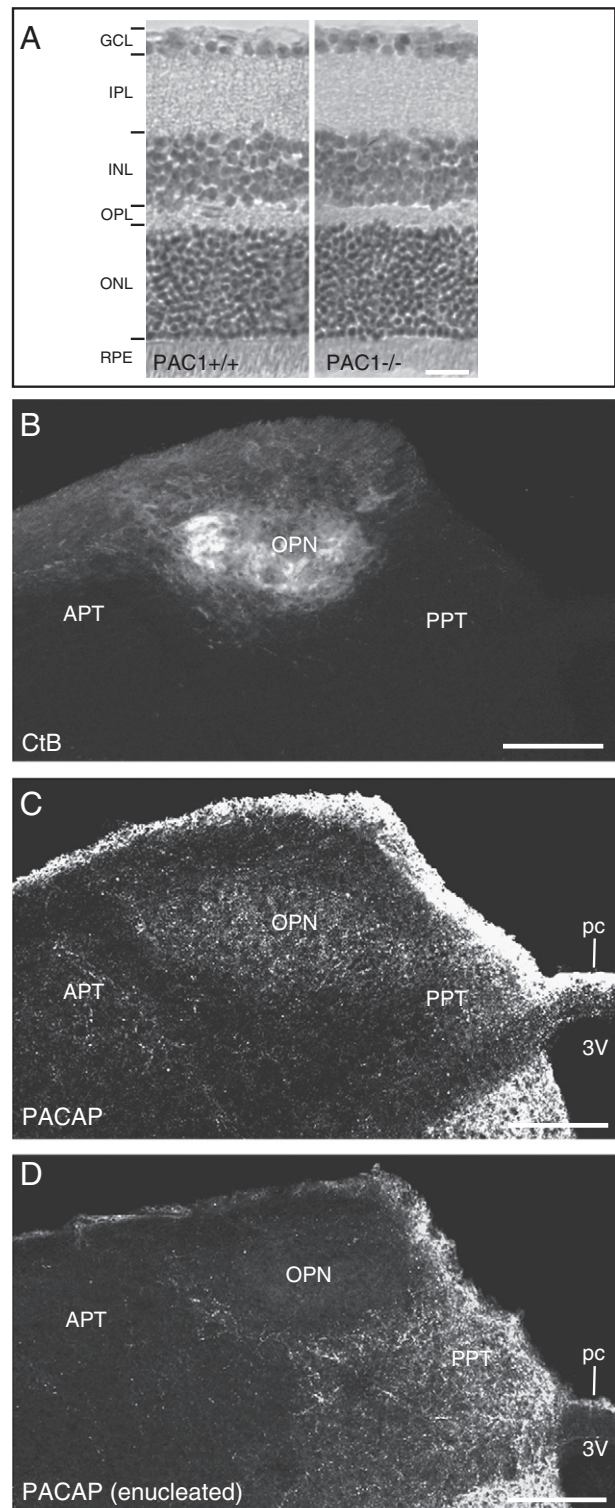 A
GCL
IPL
INL
OPL
ONL
RPE
PAC1+/+
PAC1-/-
B
OPN
APT
PPT
CtB
C
OPN
pc
APT
PPT
3V
PACAP
D
OPN
APT
PPT
pc
3V
PACAP (enucleated)